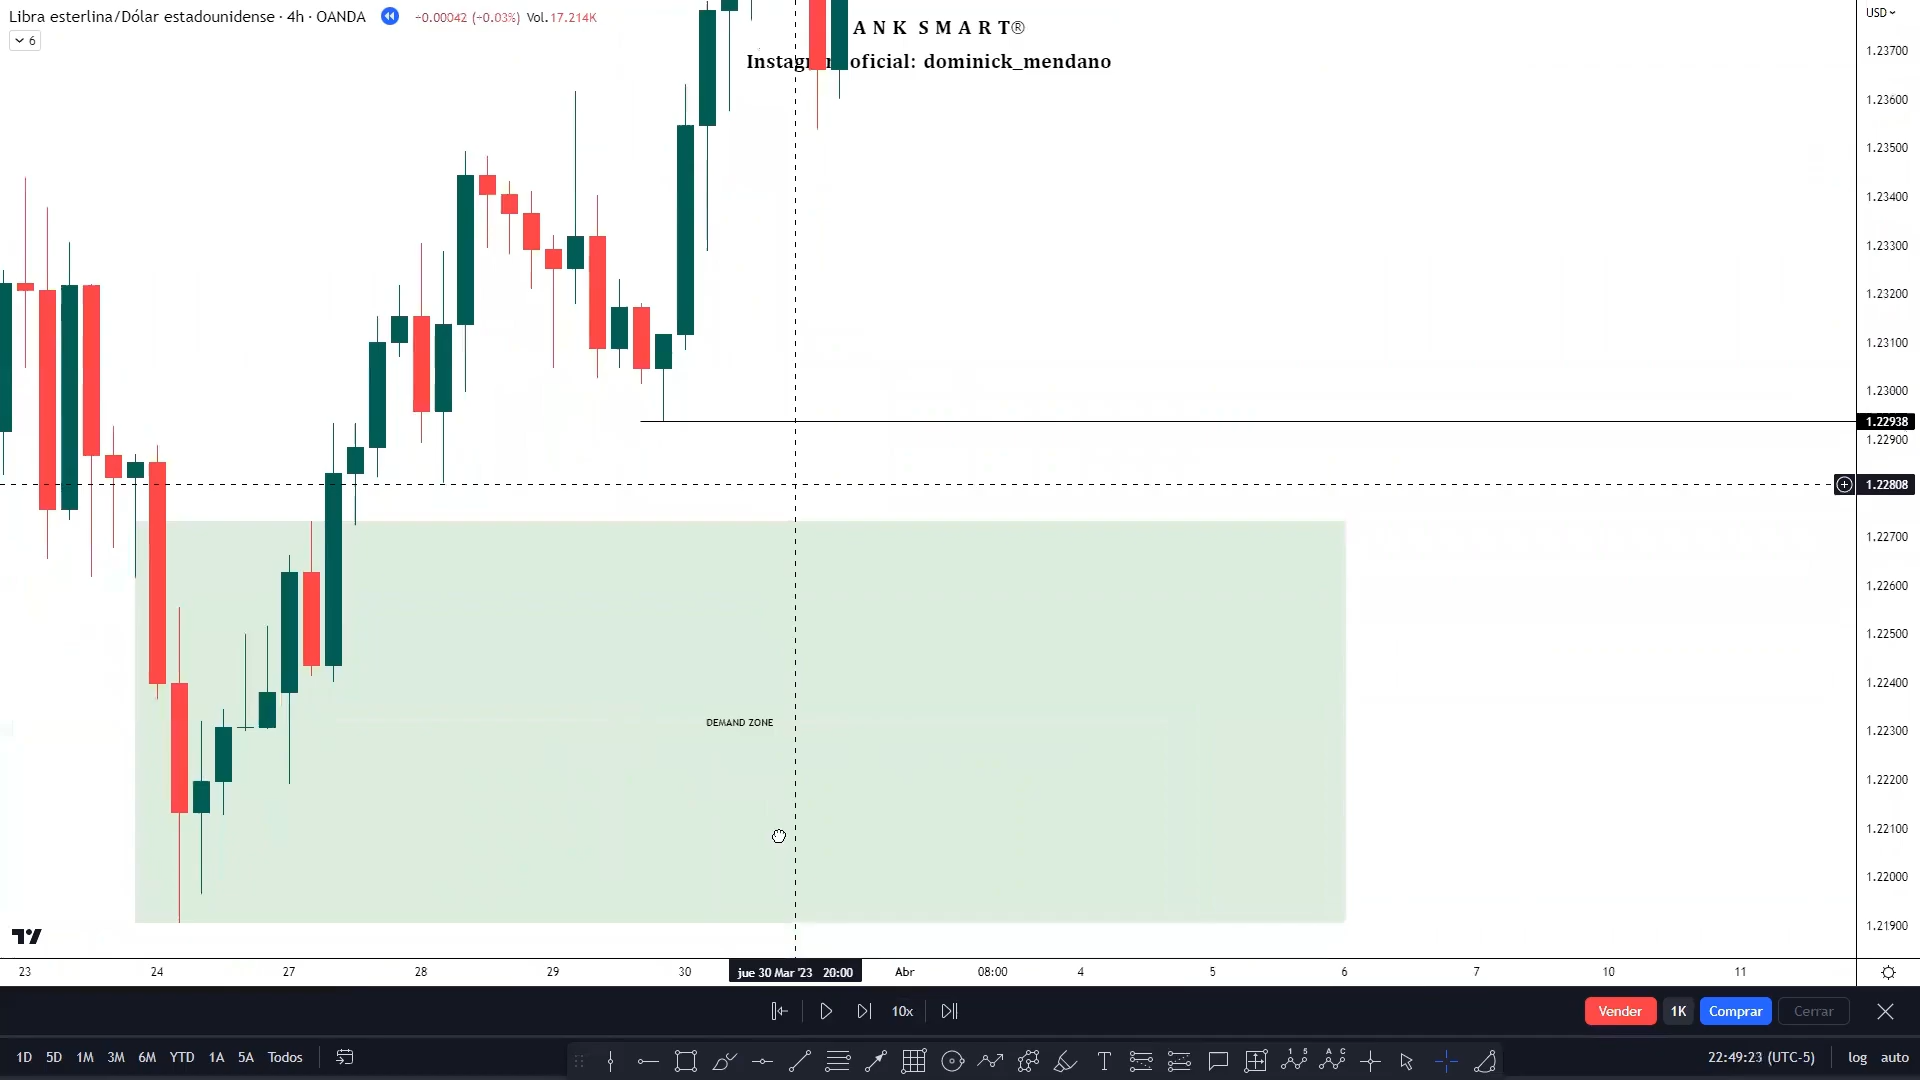 Libra esterlina/Dólar estadounidense · 4h · OANDA
−0.00042 (−0.03%) Vol.17.214K
USD
6
A N K S M A R T®
Instagr oficial: dominick_mendano
1.23700
1.23600
1.23500
1.23400
1.23300
1.23200
1.23100
1.23000
1.22938
1.22900
1.22808
1.22700
1.22600
1.22500
1.22400
1.22300
1.22200
1.22100
1.22000
1.21900
DEMAND ZONE
23 24 27 28 29 30 jue 30 Mar '23 20:00 Abr 08:00 4 5 6 7 10 11
10x
Vender 1K Comprar Cerrar
1D 5D 1M 3M 6M YTD 1A 5A Todos
22:49:23 (UTC-5) log auto